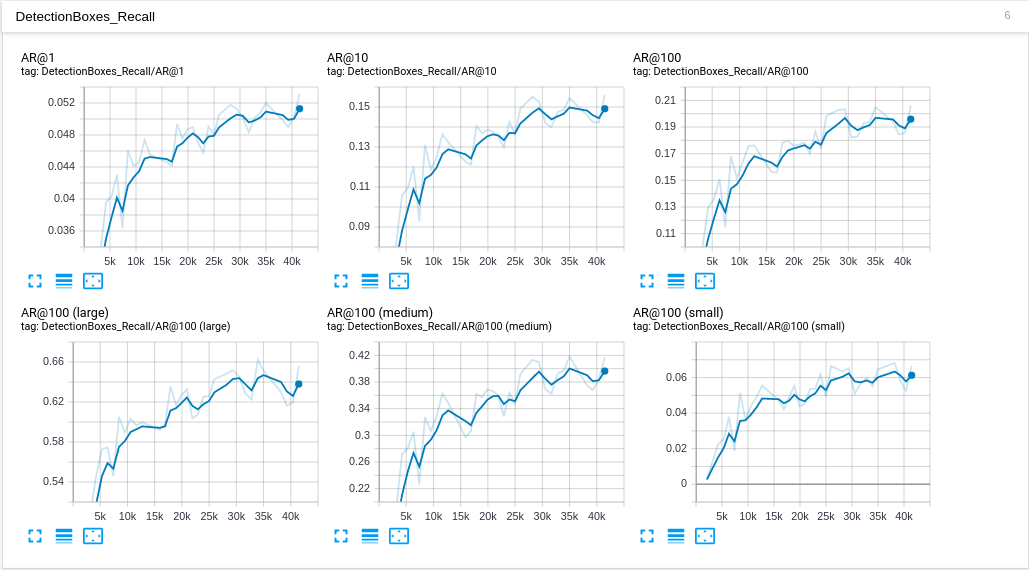 DetectionBoxes_Recall
6
AR@1
tag: DetectionBoxes_Recall/AR@1
0.052
0.048
0.044
0.04
0.036
5k 10k 15k 20k 25k 30k 35k 40k
AR@10
tag: DetectionBoxes_Recall/AR@10
0.15
0.13
0.11
0.09
5k 10k 15k 20k 25k 30k 35k 40k
AR@100
tag: DetectionBoxes_Recall/AR@100
0.21
0.19
0.17
0.15
0.13
0.11
5k 10k 15k 20k 25k 30k 35k 40k
AR@100 (large)
tag: DetectionBoxes_Recall/AR@100 (large)
0.66
0.62
0.58
0.54
5k 10k 15k 20k 25k 30k 35k 40k
AR@100 (medium)
tag: DetectionBoxes_Recall/AR@100 (medium)
0.42
0.38
0.34
0.3
0.26
0.22
5k 10k 15k 20k 25k 30k 35k 40k
AR@100 (small)
tag: DetectionBoxes_Recall/AR@100 (small)
0.06
0.04
0.02
0
5k 10k 15k 20k 25k 30k 35k 40k